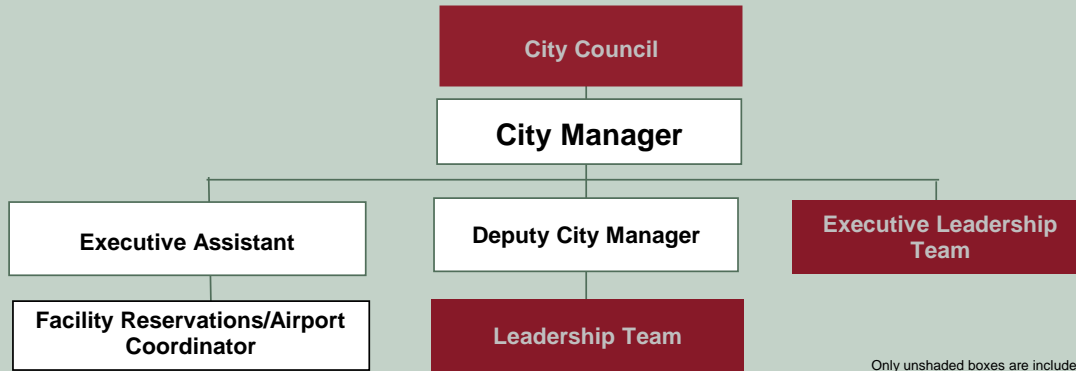 City Council
City Manager
Executive Assistant
Deputy City Manager
Executive Leadership
Team
Facility Reservations/Airport
Coordinator
Leadership Team
Only unshaded boxes are include